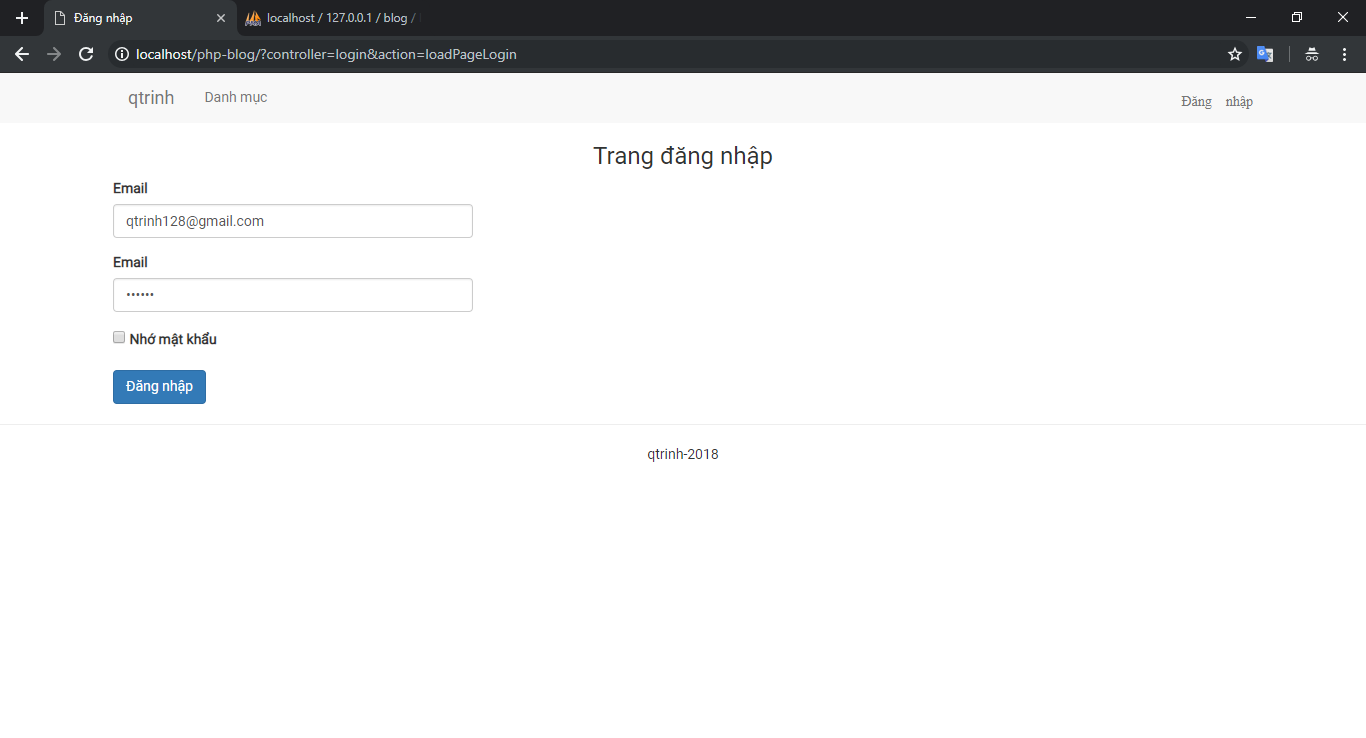 Đăng nhập
localhost / 127.0.0.1 / blog /
localhost/php-blog/?controller=login&action=loadPageLogin
qtrinh Danh mục Đăng nhập
Trang đăng nhập
Email
qtrinh128@gmail.com
Email
••••••
Nhớ mật khẩu
Đăng nhập
qtrinh-2018